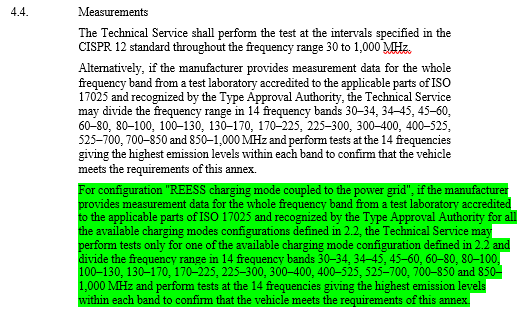 4.4. Measurements
The Technical Service shall perform the test at the intervals specified in the
CISPR 12 standard throughout the frequency range 30 to 1,000 MHz.
Alternatively, if the manufacturer provides measurement data for the whole
frequency band from a test laboratory accredited to the applicable parts of ISO
17025 and recognized by the Type Approval Authority, the Technical Service
may divide the frequency range in 14 frequency bands 30–34, 34–45, 45–60,
60–80, 80–100, 100–130, 130–170, 170–225, 225–300, 300–400, 400–525,
525–700, 700–850 and 850–1,000 MHz and perform tests at the 14 frequencies
giving the highest emission levels within each band to confirm that the vehicle
meets the requirements of this annex.
For configuration "REESS charging mode coupled to the power grid", if the manufacturer
provides measurement data for the whole frequency band from a test laboratory accredited
to the applicable parts of ISO 17025 and recognized by the Type Approval Authority for all
the available charging modes configurations defined in 2.2, the Technical Service may
perform tests only for one of the available charging mode configuration defined in 2.2 and
divide the frequency range in 14 frequency bands 30–34, 34–45, 45–60, 60–80, 80–100,
100–130, 130–170, 170–225, 225–300, 300–400, 400–525, 525–700, 700–850 and 850–
1,000 MHz and perform tests at the 14 frequencies giving the highest emission levels
within each band to confirm that the vehicle meets the requirements of this annex.